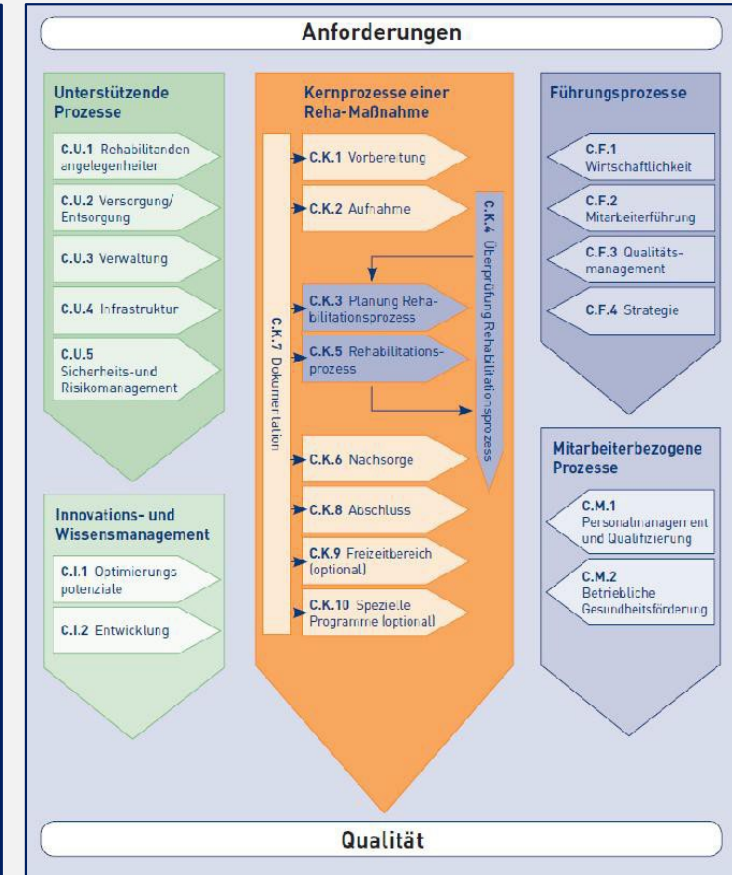 Anforderungen
Unterstützende
Prozesse
C.U.1 Rehabilitanden
angelegenheiter
C.U.2 Versorgung/
Entsorgung
C.U.3 Verwaltung
C.U.4 Infrastruktur
C.U.5
Sicherheits-und
Risikomanagement
Innovations- und
Wissensmanagement
C.I.1 Optimierungs
potenziale
C.I.2 Entwicklung
Kernprozesse einer
Reha-Maßnahme
C.K.7 Dokumentation
C.K.1 Vorbereitung
C.K.2 Aufnahme
C.K.4 Überprüfung Rehabilitationsprozess
C.K.3 Planung Reha-
bilitationsprozess
C.K.5 Rehabilitations-
prozess
C.K.6 Nachsorge
C.K.8 Abschluss
C.K.9 Freizeitbereich
(optional)
C.K.10 Spezielle
Programme (optional)
Führungsprozesse
C.F.1
Wirtschaftlichkeit
C.F.2
Mitarbeiterführung
C.F.3 Qualitäts-
management
C.F.4 Strategie
Mitarbeiterbezogene
Prozesse
C.M.1
Personalmanagement
und Qualifizierung
C.M.2
Betriebliche
Gesundheitsförderung
Qualität